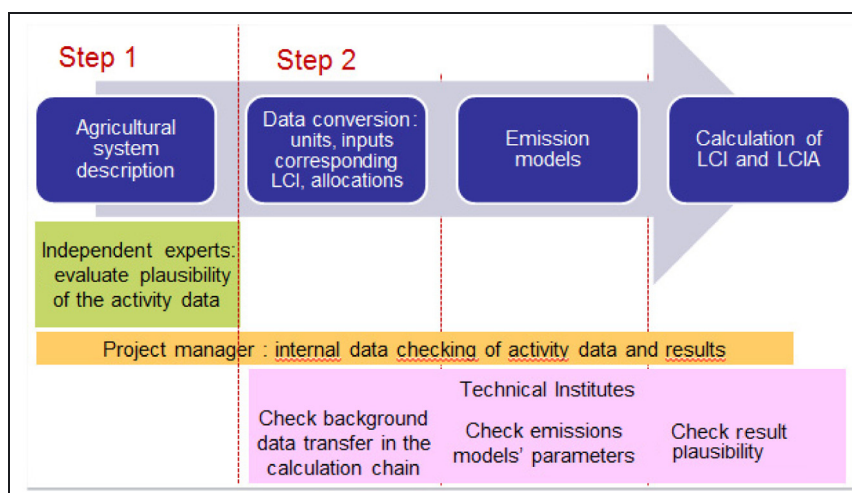 Step 1
Step 2
Agricultural
system
description
Data conversion:
units, inputs
corresponding
LCI, allocations
Emission
models
Calculation of
LCI and LCIA
Independent experts:
evaluate plausibility
of the activity data
Project manager : internal data checking of activity data and results
Technical Institutes
Check background
data transfer in the
calculation chain
Check emissions
models' parameters
Check result
plausibility